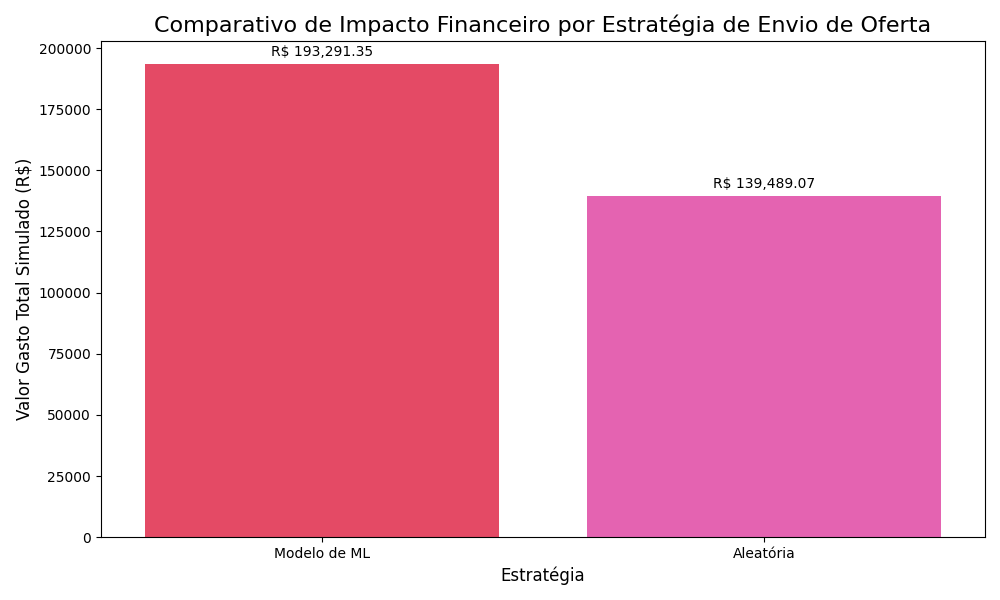 Comparativo de Impacto Financeiro por Estratégia de Envio de Oferta
Valor Gasto Total Simulado (R$)
200000
175000
150000
125000
100000
75000
50000
25000
0
R$ 193,291.35
R$ 139,489.07
Modelo de ML
Aleatória
Estratégia